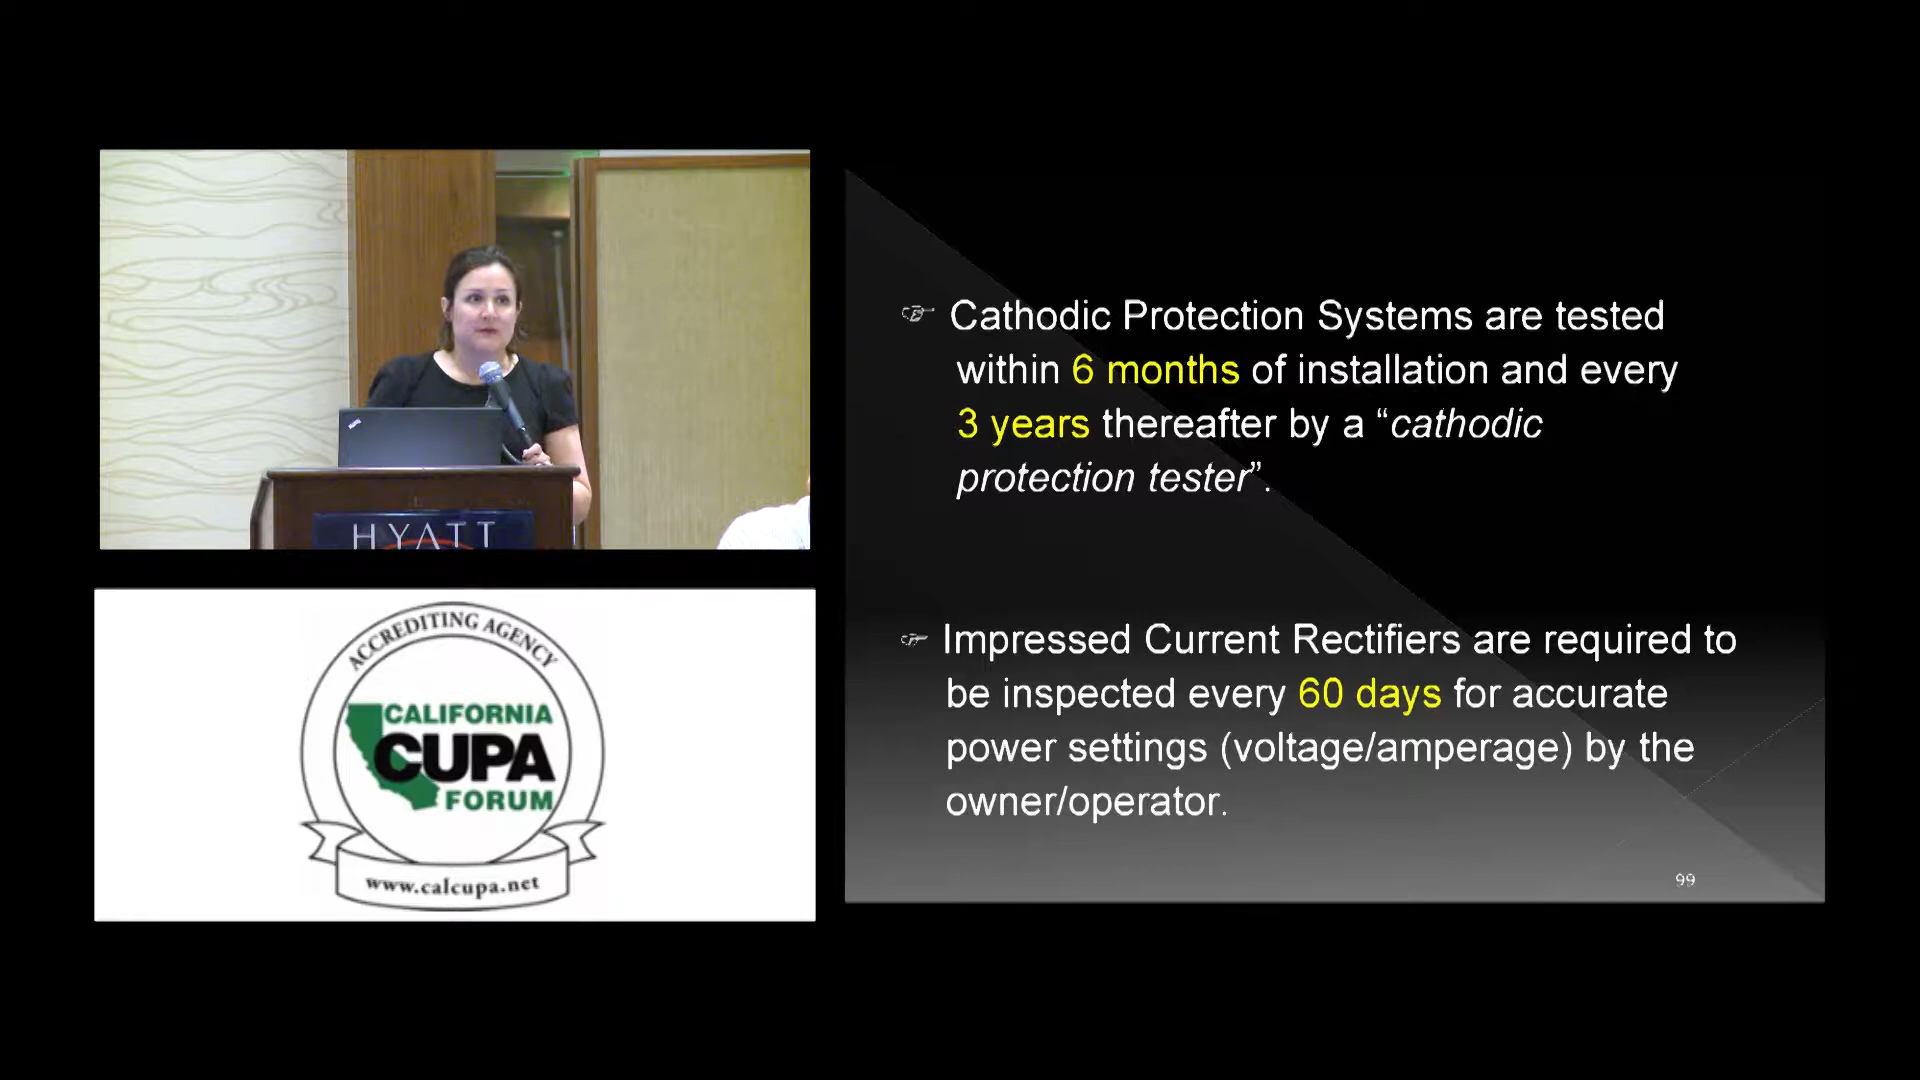 HYATT
ACCREDITING AGENCY
CALIFORNIA
CUPA
FORUM
www.calcupa.net
Cathodic Protection Systems are tested
within 6 months of installation and every
3 years thereafter by a “cathodic
protection tester”.
Impressed Current Rectifiers are required to
be inspected every 60 days for accurate
power settings (voltage/amperage) by the
owner/operator.
99